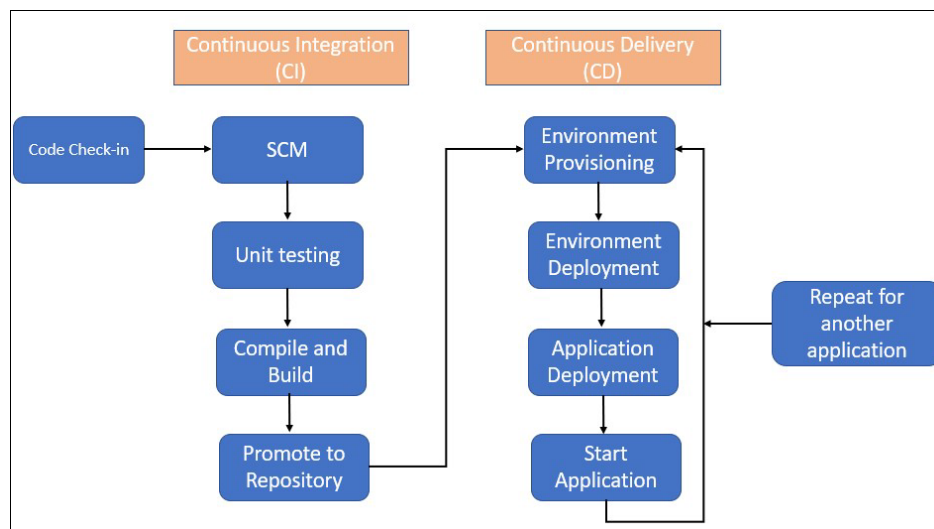 Continuous Integration
(CI)
Continuous Delivery
(CD)
Code Check-in
SCM
Unit testing
Compile and
Build
Promote to
Repository
Environment
Provisioning
Environment
Deployment
Application
Deployment
Start
Application
Repeat for
another
application